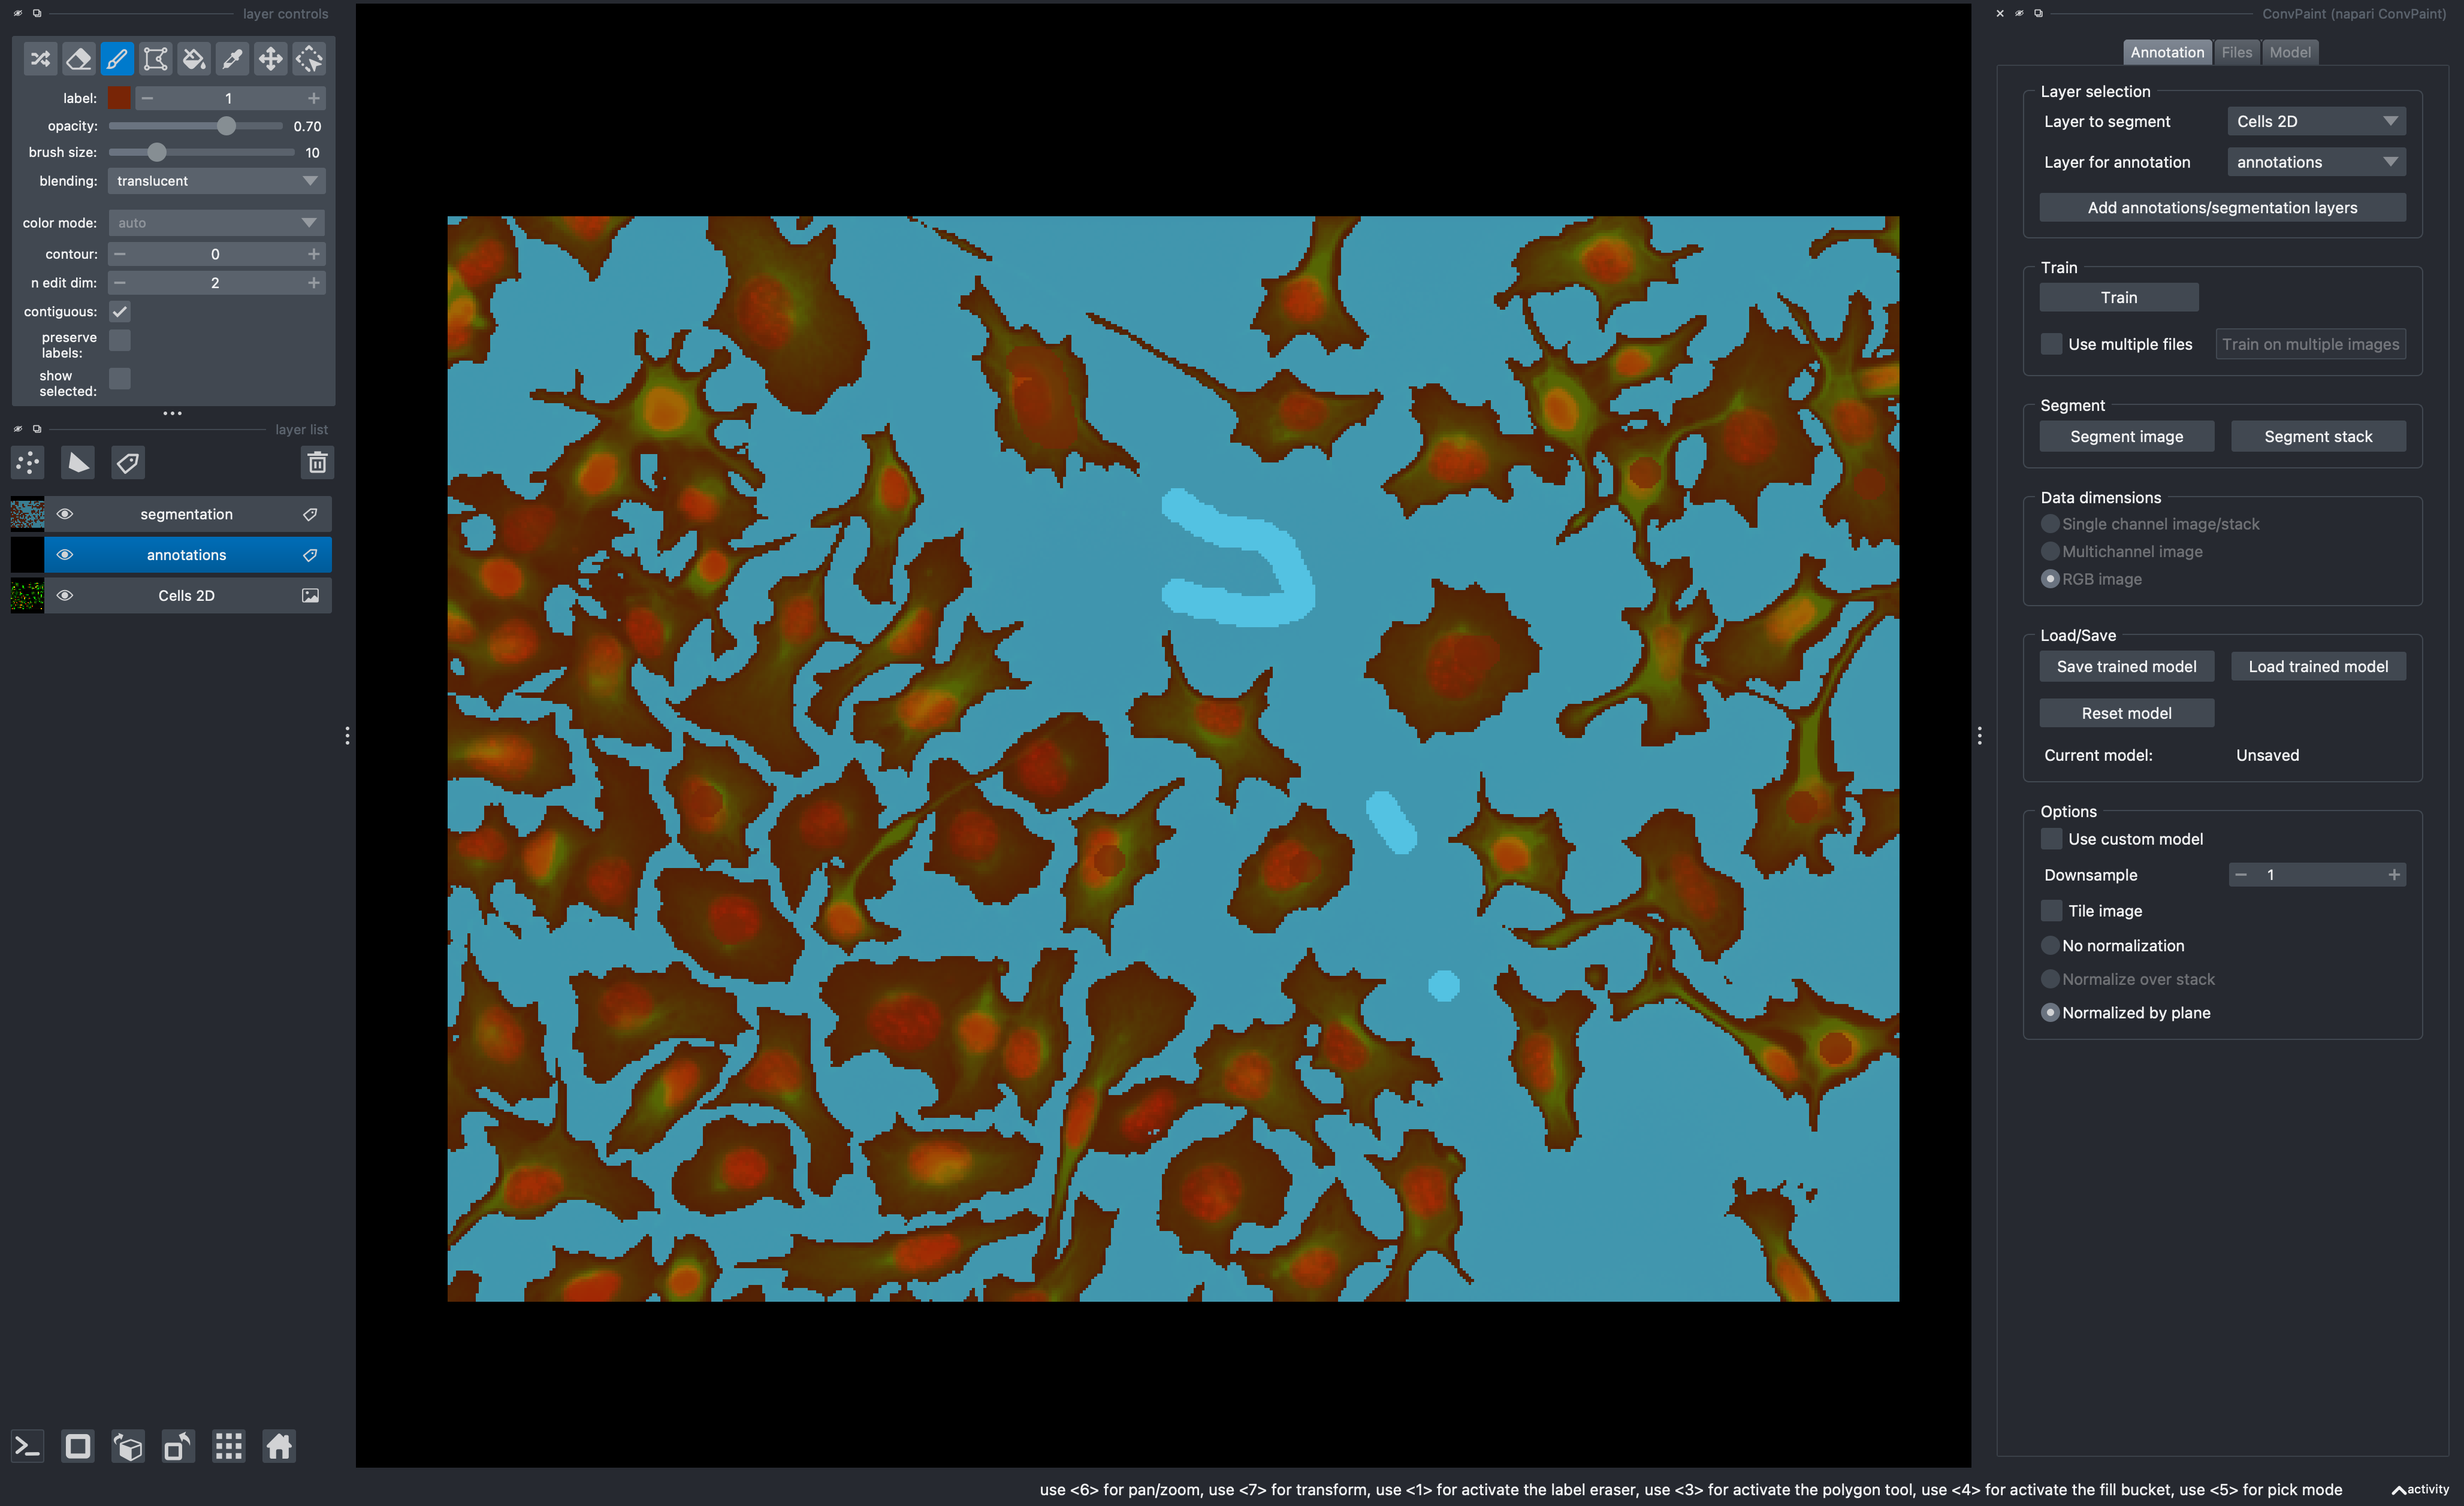 layer controls
label: 1
opacity: 0.70
brush size: 10
blending: translucent
color mode: auto
contour: 0
n edit dim: 2
contiguous:
preserve
labels:
show
selected:
layer list
segmentation
annotations
Cells 2D
ConvPaint (napari ConvPaint)
Annotation Files Model
Layer selection
Layer to segment Cells 2D
Layer for annotation annotations
Add annotations/segmentation layers
Train
Train
Use multiple files Train on multiple images
Segment
Segment image Segment stack
Data dimensions
Single channel image/stack
Multichannel image
RGB image
Load/Save
Save trained model Load trained model
Reset model
Current model: Unsaved
Options
Use custom model
Downsample 1
Tile image
No normalization
Normalize over stack
Normalized by plane
use <6> for pan/zoom, use <7> for transform, use <1> for activate the label eraser, use <3> for activate the polygon tool, use <4> for activate the fill bucket, use <5> for pick mode activity